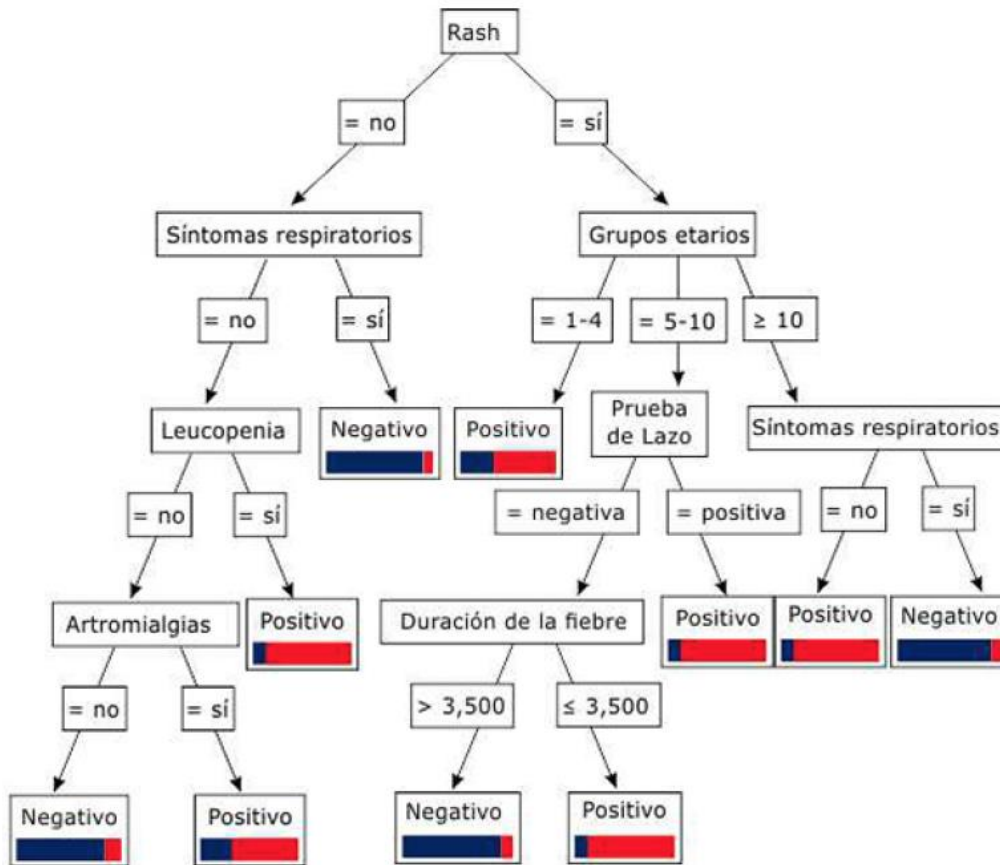 Rash
= no
= sí
Síntomas respiratorios
Grupos etarios
= no
= sí
= 1-4
= 5-10
≥ 10
Leucopenia
Negativo
Positivo
Prueba
de Lazo
Síntomas respiratorios
= no
= sí
= negativa
= positiva
= no
= sí
Artromialgias
Positivo
Duración de la fiebre
Positivo
Positivo
Negativo
= no
= sí
> 3,500
≤ 3,500
Negativo
Positivo
Negativo
Positivo